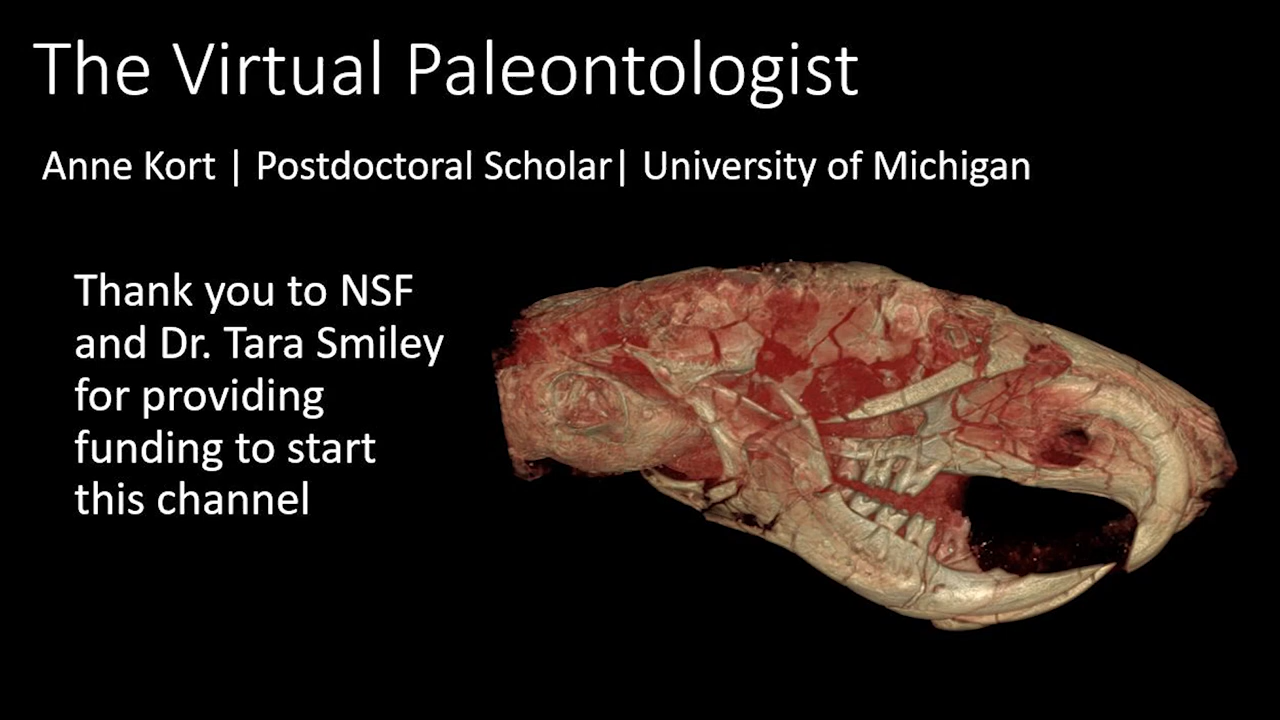 The Virtual Paleontologist
Anne Kort | Postdoctoral Scholar| University of Michigan
Thank you to NSF
and Dr. Tara Smiley
for providing
funding to start
this channel